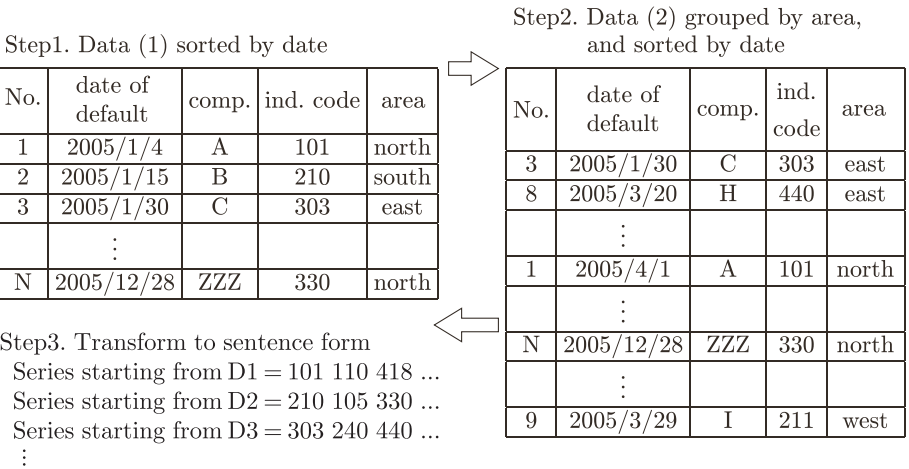 Step1. Data (1) sorted by date
No. date of default comp. ind. code area
1 2005/1/4 A 101 north
2 2005/1/15 B 210 south
3 2005/1/30 C 303 east
⋮
N 2005/12/28 ZZZ 330 north
Step2. Data (2) grouped by area,
and sorted by date
No. date of default comp. ind. code area
3 2005/1/30 C 303 east
8 2005/3/20 H 440 east
⋮
1 2005/4/1 A 101 north
⋮
N 2005/12/28 ZZZ 330 north
⋮
9 2005/3/29 I 211 west
Step3. Transform to sentence form
Series starting from D1 = 101 110 418 ...
Series starting from D2 = 210 105 330 ...
Series starting from D3 = 303 240 440 ...
⋮